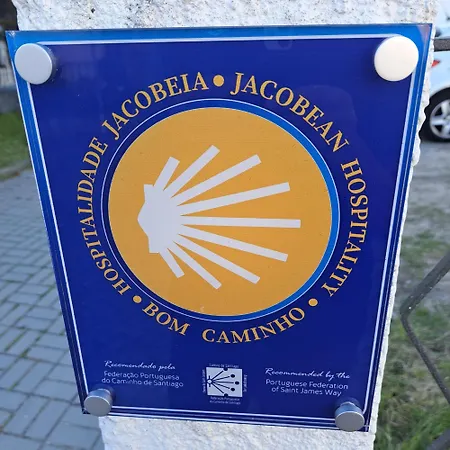 HOSPITALIDADE JACOBEIA • JACOBEAN HOSPITALITY • BOM CAMINHO •
Recomendado pela
Federação Portuguesa
do Caminho de Santiago
Recommended by the
Portuguese Federation
of Saint James Way